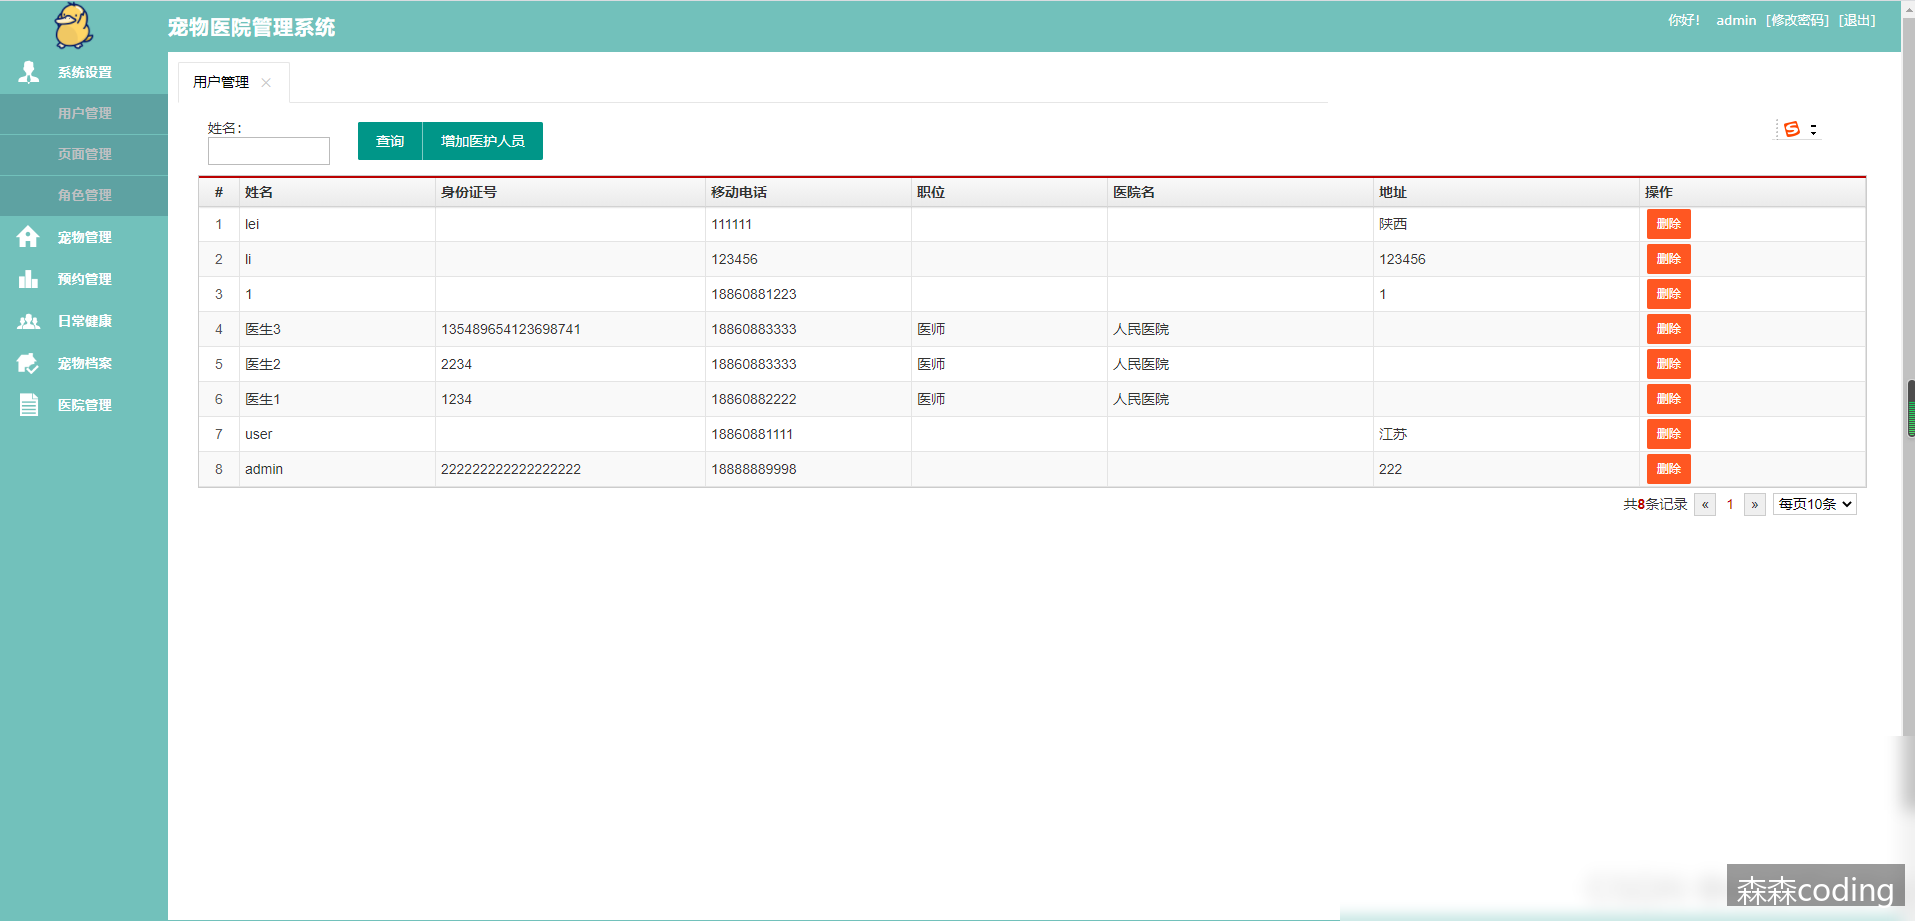 宠物医院管理系统
你好! admin [修改密码] [退出]
系统设置
用户管理
页面管理
角色管理
宠物管理
预约管理
日常健康
宠物档案
医院管理
用户管理 ×
姓名:
查询 增加医护人员
# 姓名 身份证号 移动电话 职位 医院名 地址 操作
1 lei 111111 陕西 删除
2 li 123456 123456 删除
3 1 18860881223 1 删除
4 医生3 135489654123698741 18860883333 医师 人民医院 删除
5 医生2 2234 18860883333 医师 人民医院 删除
6 医生1 1234 18860882222 医师 人民医院 删除
7 user 18860881111 江苏 删除
8 admin 222222222222222222 18888889998 222 删除
共8条记录 « 1 » 每页10条
森森coding